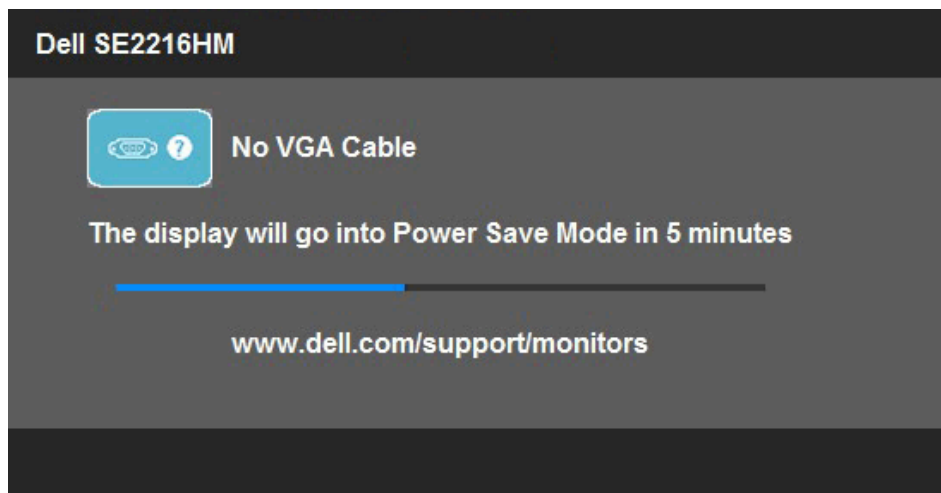 Dell SE2216HM
? No VGA Cable
The display will go into Power Save Mode in 5 minutes
www.dell.com/support/monitors